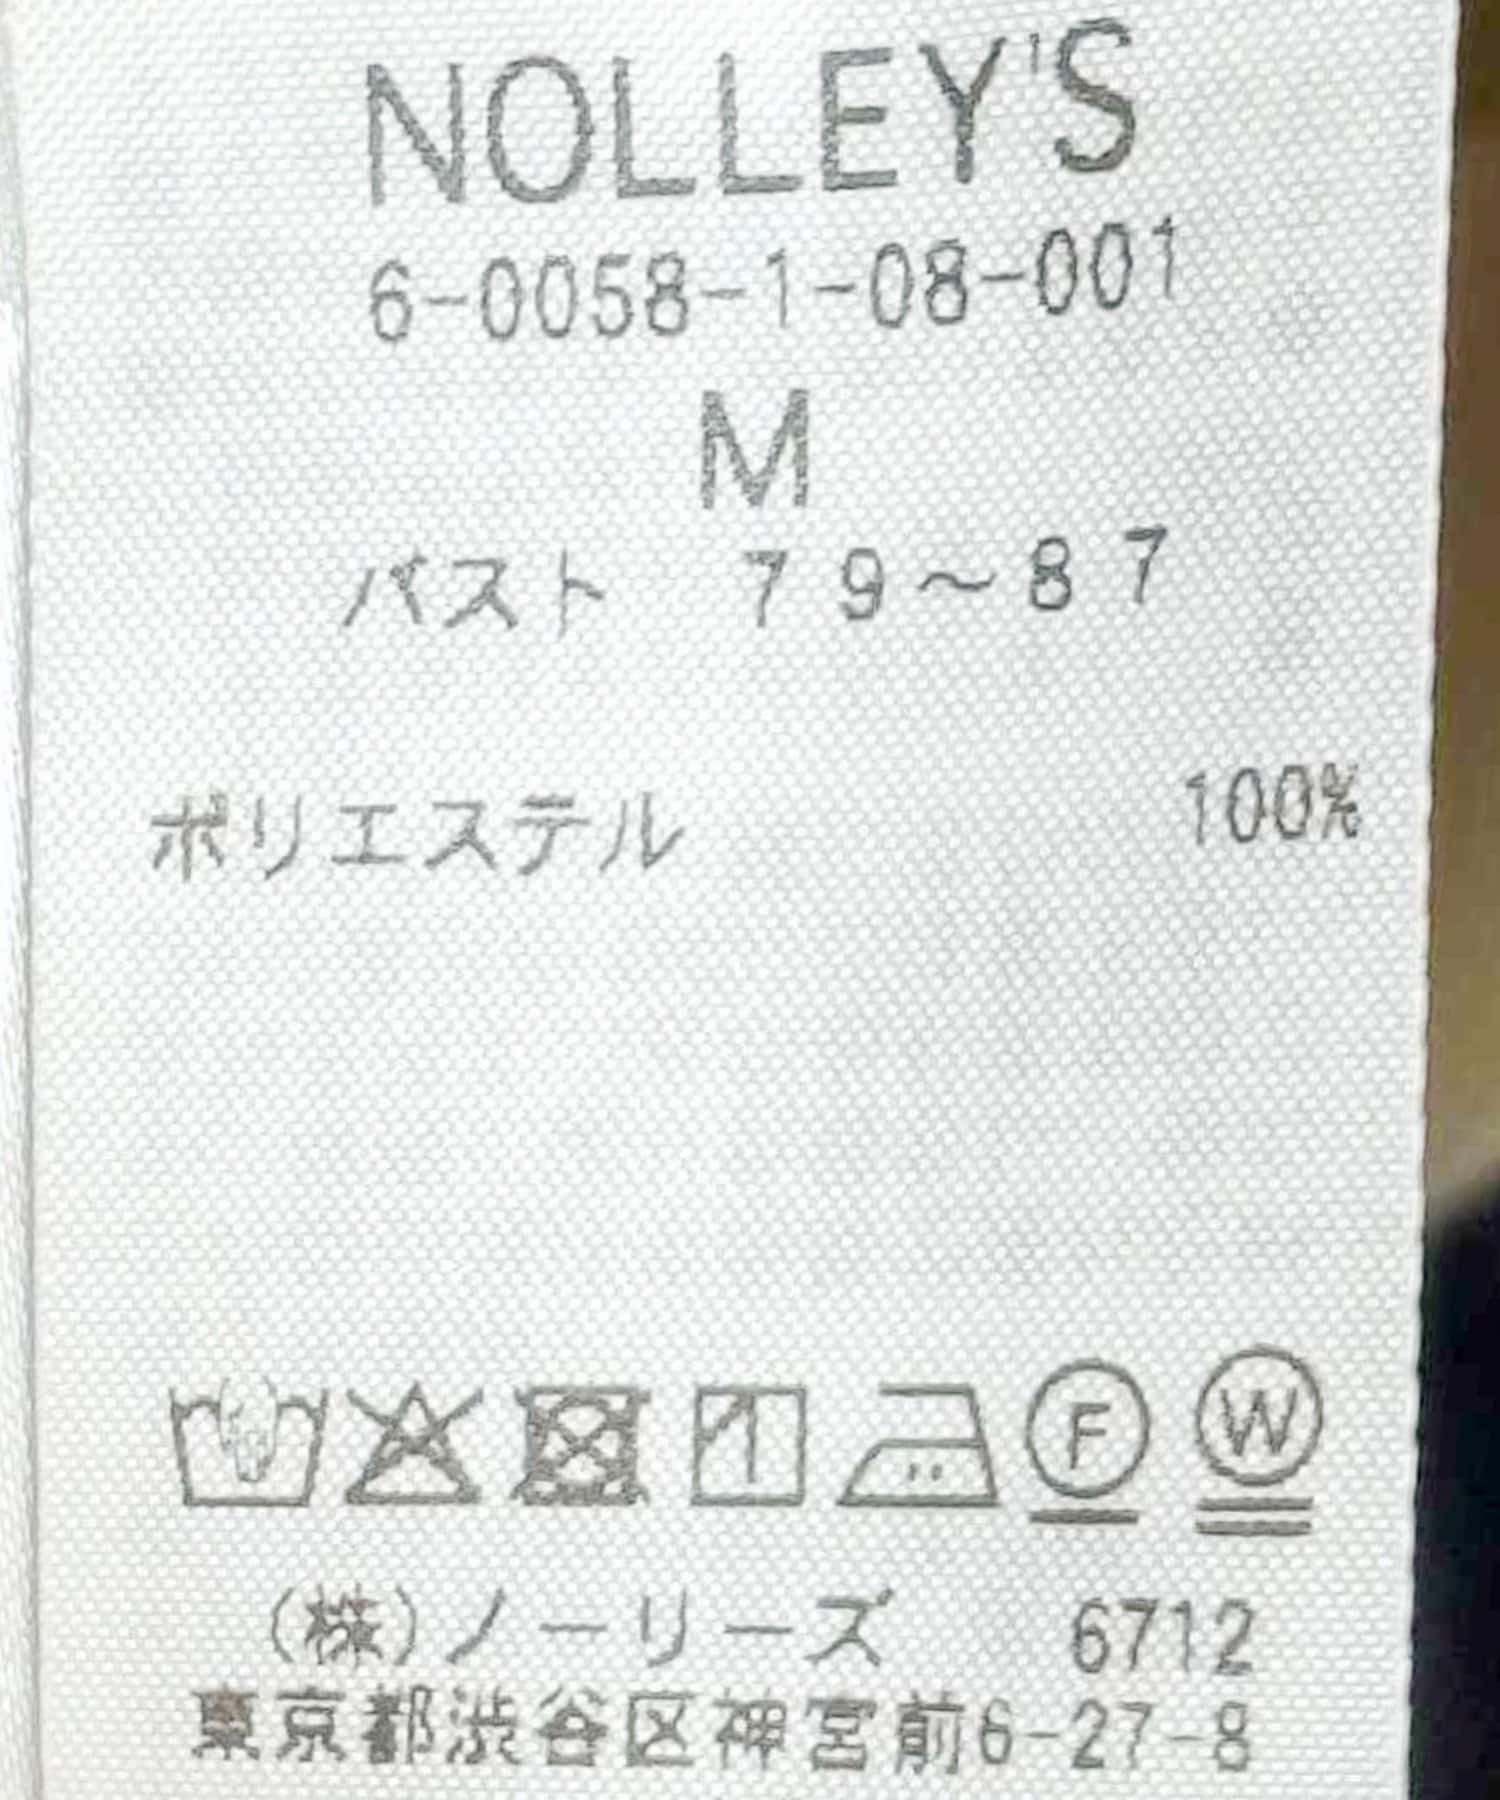 NOLLEY'S
6-0058-1-08-001
M
バスト　79～87
ポリエステル 100%
F W
(株)ノーリーズ 6712
東京都渋谷区神宮前6-27-8